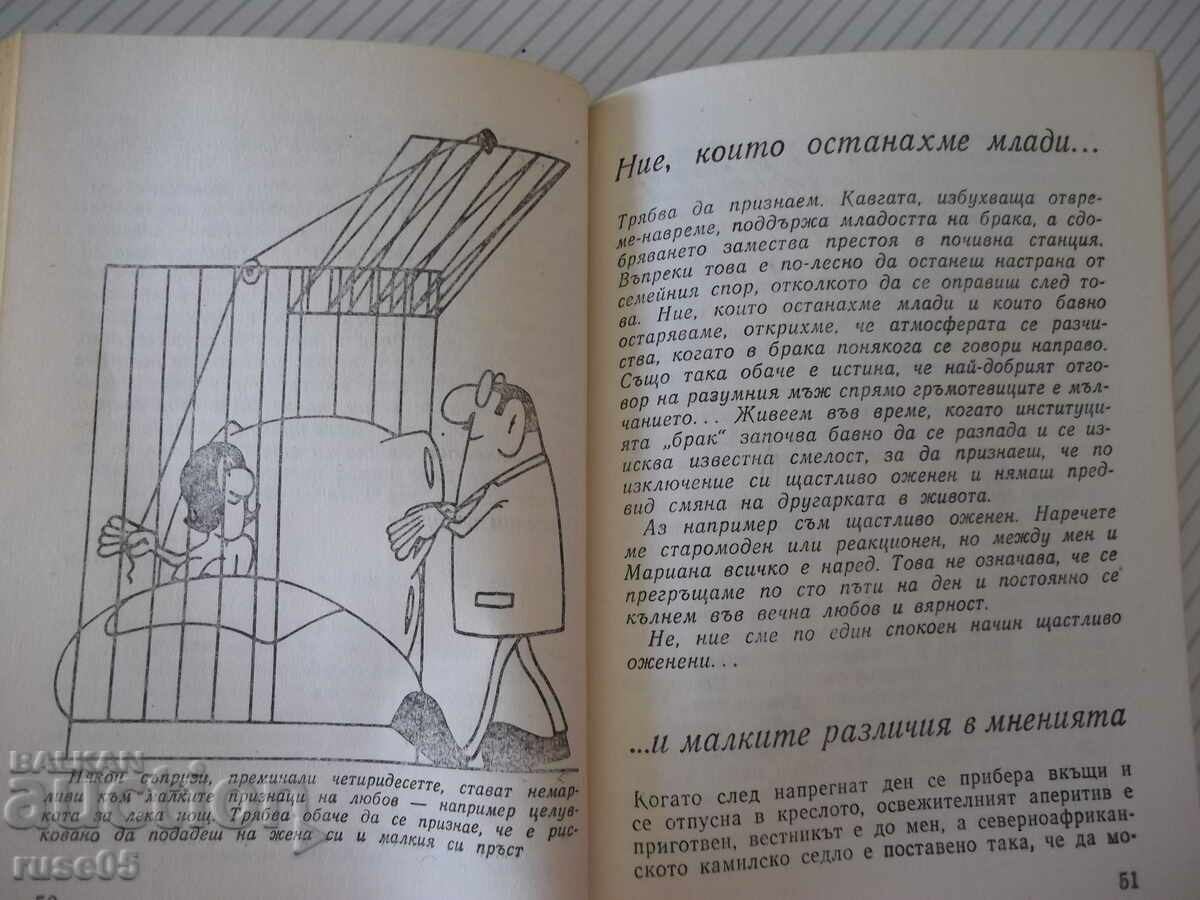 Някои съпрузи, преминали четиридесетте, стават немар-
ливи към малките признаци на любов — например целув-
ката за лека нощ. Трябва обаче да се признае, че е рис-
ковано да подадеш на жена си и малкия си пръст
BALKAN
auktion
ruse05
50
Ние, които останахме млади...
Трябва да признаем. Кавгата, избухваща отвре-
ме-навреме, поддържа младостта на брака, а сдо-
бряването замества престоя в почивна станция.
Въпреки това е по-лесно да останеш настрана от
семейния спор, отколкото да се оправиш след то-
ва. Ние, които останахме млади и които бавно
остаряваме, открихме, че атмосферата се разчи-
ства, когато в брака понякога се говори направо.
Също така обаче е истина, че най-добрият отго-
вор на разумния мъж спрямо гръмотевиците е мъл-
чанието... Живеем във време, когато институци-
ята „брак“ започва бавно да се разпада и се из-
исква известна смелост, за да признаеш, че по
изключение си щастливо оженен и нямаш пред-
вид смяна на другарката в живота.
Аз например съм щастливо оженен. Наречете
ме старомоден или реакционен, но между мен и
Мариана всичко е наред. Това не означава, че се
прегръщаме по сто пъти на ден и постоянно се
кълнем във вечна любов и вярност.
Не, ние сме по един спокоен начин щастливо
оженени...
...и малките различия в мненията
Когато след напрегнат ден се прибера вкъщи и
се отпусна в креслото, освежителният аперитив е
приготвен, вестникът е до мен, а северноафрикан-
ското камилско седло е поставено така, че да мо-
51